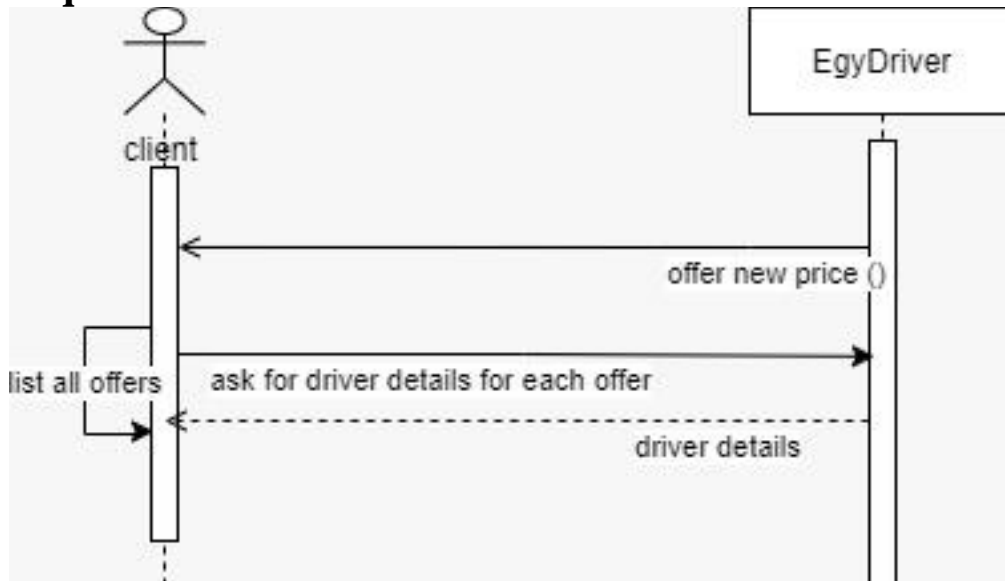 EgyDriver
client
offer new price ()
list all offers
ask for driver details for each offer
driver details